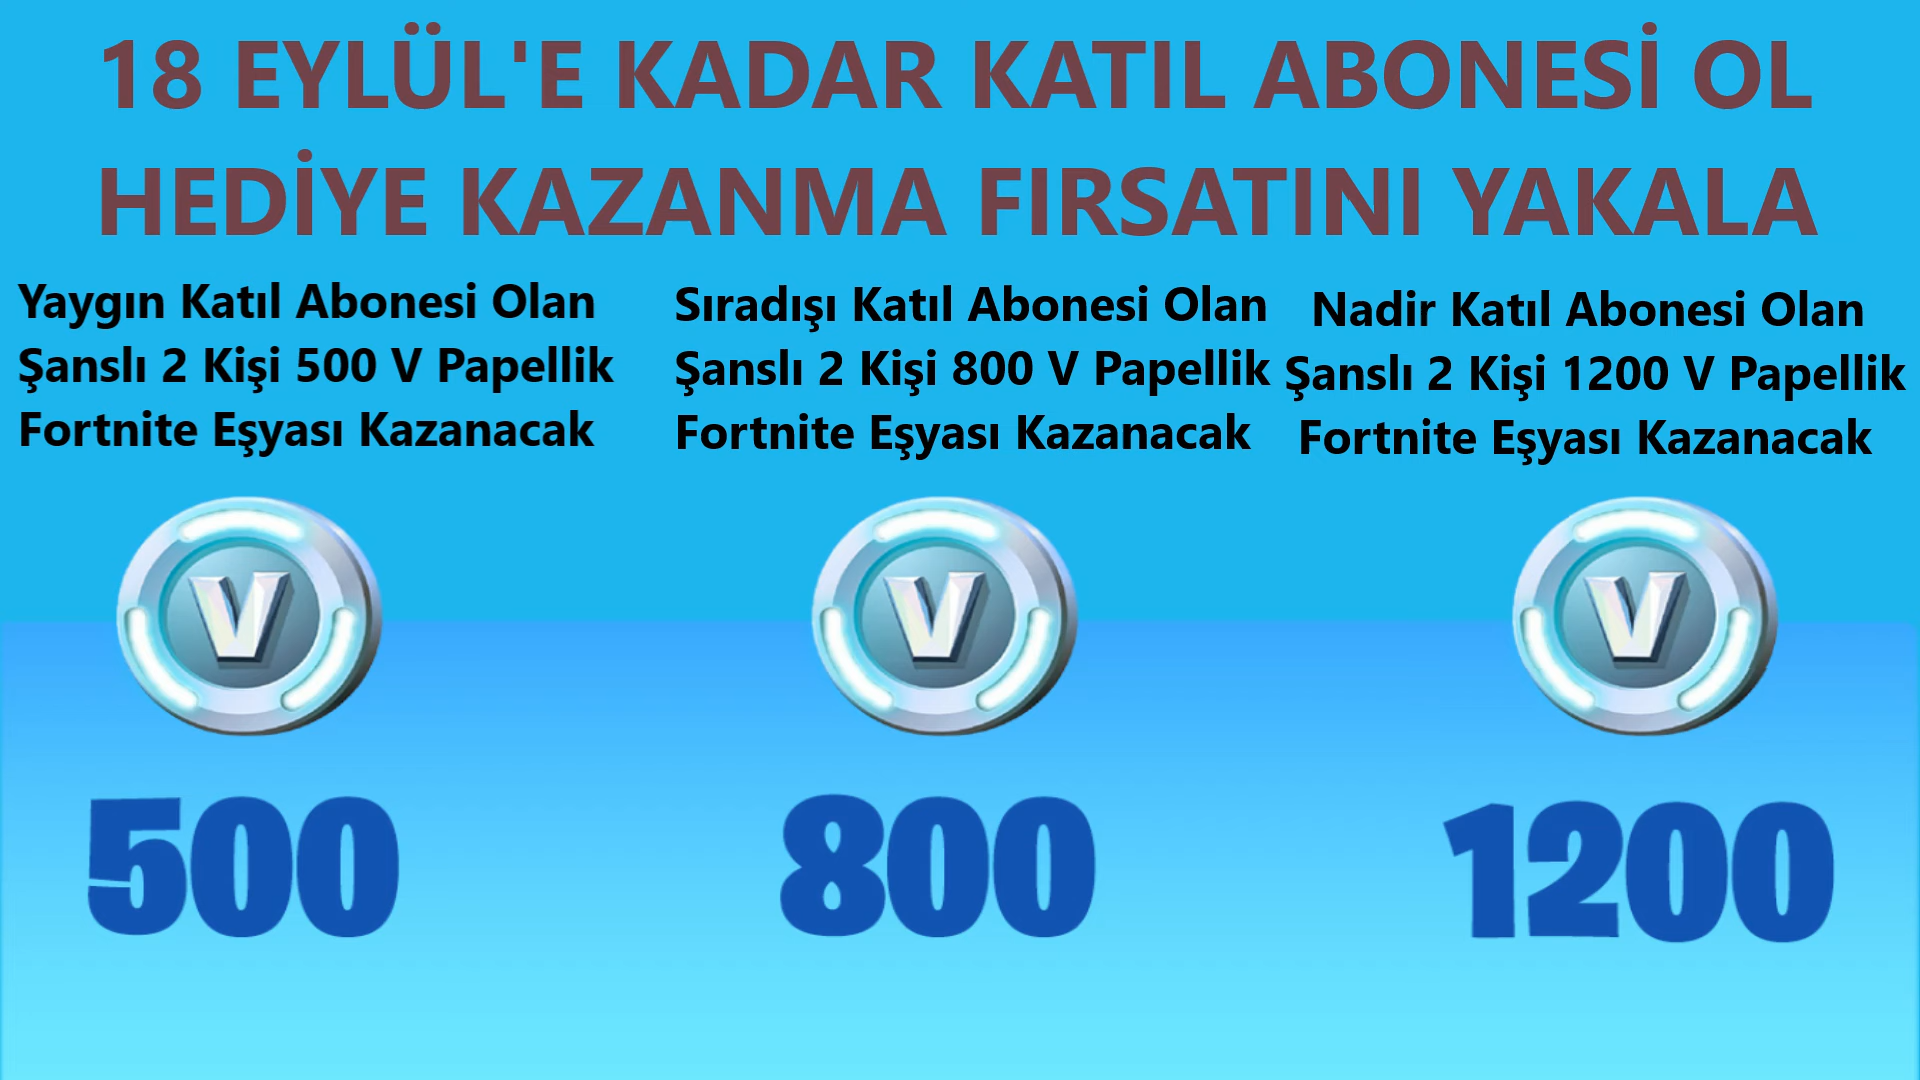 18 EYLÜL'E KADAR KATIL ABONESİ OL
HEDİYE KAZANMA FIRSATINI YAKALA
Yaygın Katıl Abonesi Olan
Şanslı 2 Kişi 500 V Papellik
Fortnite Eşyası Kazanacak
Sıradışı Katıl Abonesi Olan
Şanslı 2 Kişi 800 V Papellik
Fortnite Eşyası Kazanacak
Nadir Katıl Abonesi Olan
Şanslı 2 Kişi 1200 V Papellik
Fortnite Eşyası Kazanacak
V
V
V
500
800
1200